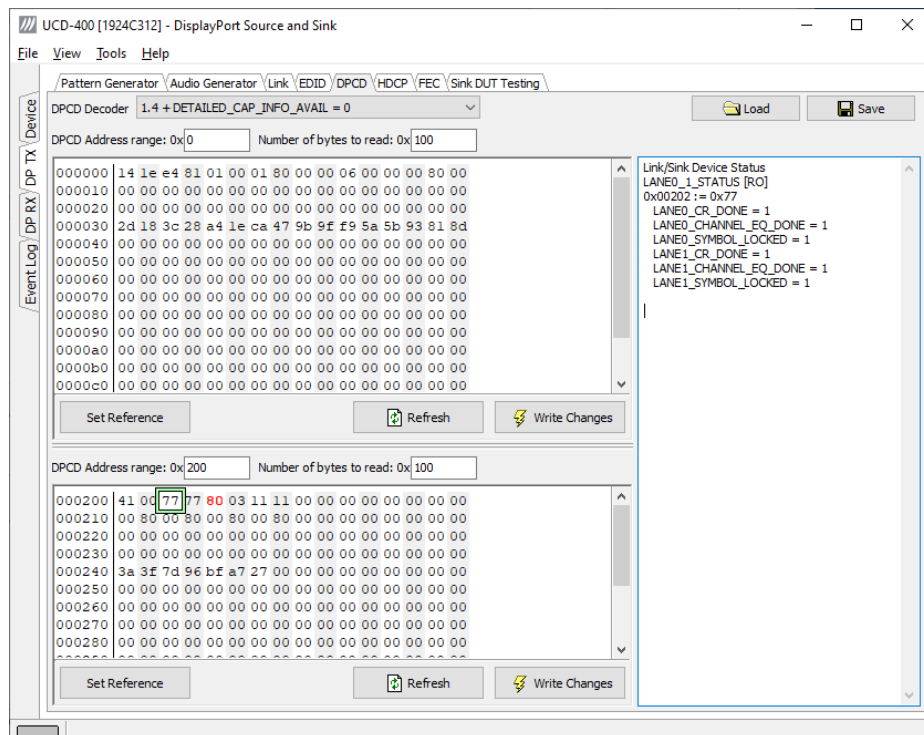 UCD-400 [1924C312] - DisplayPort Source and Sink
File View Tools Help
Pattern Generator Audio Generator Link EDID DPCD HDCP FEC Sink DUT Testing
Device
DP TX
DP RX
Event Log
DPCD Decoder 1.4 + DETAILED_CAP_INFO_AVAIL = 0
Load Save
DPCD Address range: 0x 0 Number of bytes to read: 0x 100
000000 14 1e e4 81 01 00 01 80 00 00 06 00 00 00 80 00
000010 00 00 00 00 00 00 00 00 00 00 00 00 00 00 00 00
000020 00 00 00 00 00 00 00 00 00 00 00 00 00 00 00 00
000030 2d 18 3c 28 a4 1e ca 47 9b 9f f9 5a 5b 93 81 8d
000040 00 00 00 00 00 00 00 00 00 00 00 00 00 00 00 00
000050 00 00 00 00 00 00 00 00 00 00 00 00 00 00 00 00
000060 00 00 00 00 00 00 00 00 00 00 00 00 00 00 00 00
000070 00 00 00 00 00 00 00 00 00 00 00 00 00 00 00 00
000080 00 00 00 00 00 00 00 00 00 00 00 00 00 00 00 00
000090 00 00 00 00 00 00 00 00 00 00 00 00 00 00 00 00
0000a0 00 00 00 00 00 00 00 00 00 00 00 00 00 00 00 00
0000b0 00 00 00 00 00 00 00 00 00 00 00 00 00 00 00 00
0000c0 00 00 00 00 00 00 00 00 00 00 00 00 00 00 00 00
Set Reference Refresh Write Changes
DPCD Address range: 0x 200 Number of bytes to read: 0x 100
000200 41 00 77 77 80 03 11 11 00 00 00 00 00 00 00 00
000210 00 80 00 80 00 80 00 80 00 00 00 00 00 00 00 00
000220 00 00 00 00 00 00 00 00 00 00 00 00 00 00 00 00
000230 00 00 00 00 00 00 00 00 00 00 00 00 00 00 00 00
000240 3a 3f 7d 96 bf a7 27 00 00 00 00 00 00 00 00 00
000250 00 00 00 00 00 00 00 00 00 00 00 00 00 00 00 00
000260 00 00 00 00 00 00 00 00 00 00 00 00 00 00 00 00
000270 00 00 00 00 00 00 00 00 00 00 00 00 00 00 00 00
000280 00 00 00 00 00 00 00 00 00 00 00 00 00 00 00 00
Set Reference Refresh Write Changes
Link/Sink Device Status
LANE0_1_STATUS [RO]
0x00202 := 0x77
LANE0_CR_DONE = 1
LANE0_CHANNEL_EQ_DONE = 1
LANE0_SYMBOL_LOCKED = 1
LANE1_CR_DONE = 1
LANE1_CHANNEL_EQ_DONE = 1
LANE1_SYMBOL_LOCKED = 1